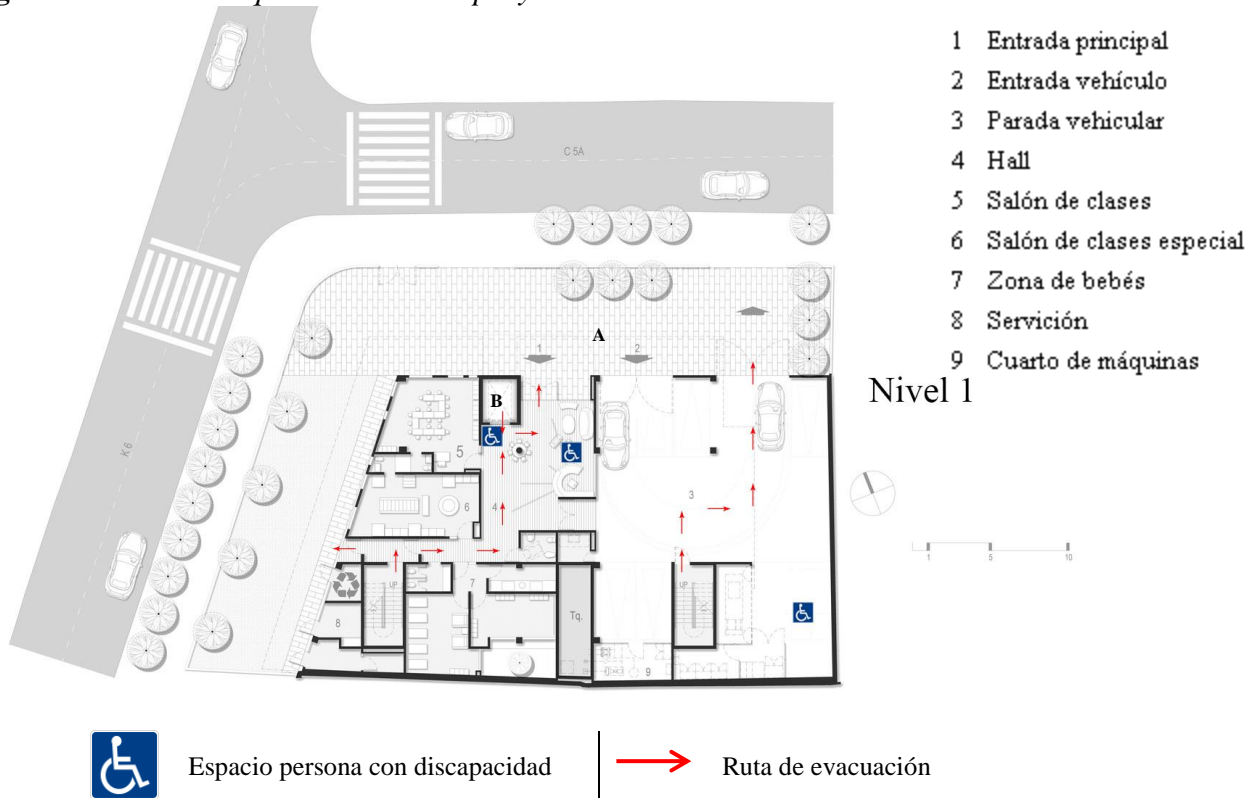 1 Entrada principal
2 Entrada vehículo
3 Parada vehicular
4 Hall
5 Salón de clases
6 Salón de clases especial
7 Zona de bebés
8 Servición
9 Cuarto de máquinas
Nivel 1
C 5A
K 6
A
1
2
B
5
6
4
3
UP
7
UP
8
Tq.
9
1 5 10
Espacio persona con discapacidad
Ruta de evacuación